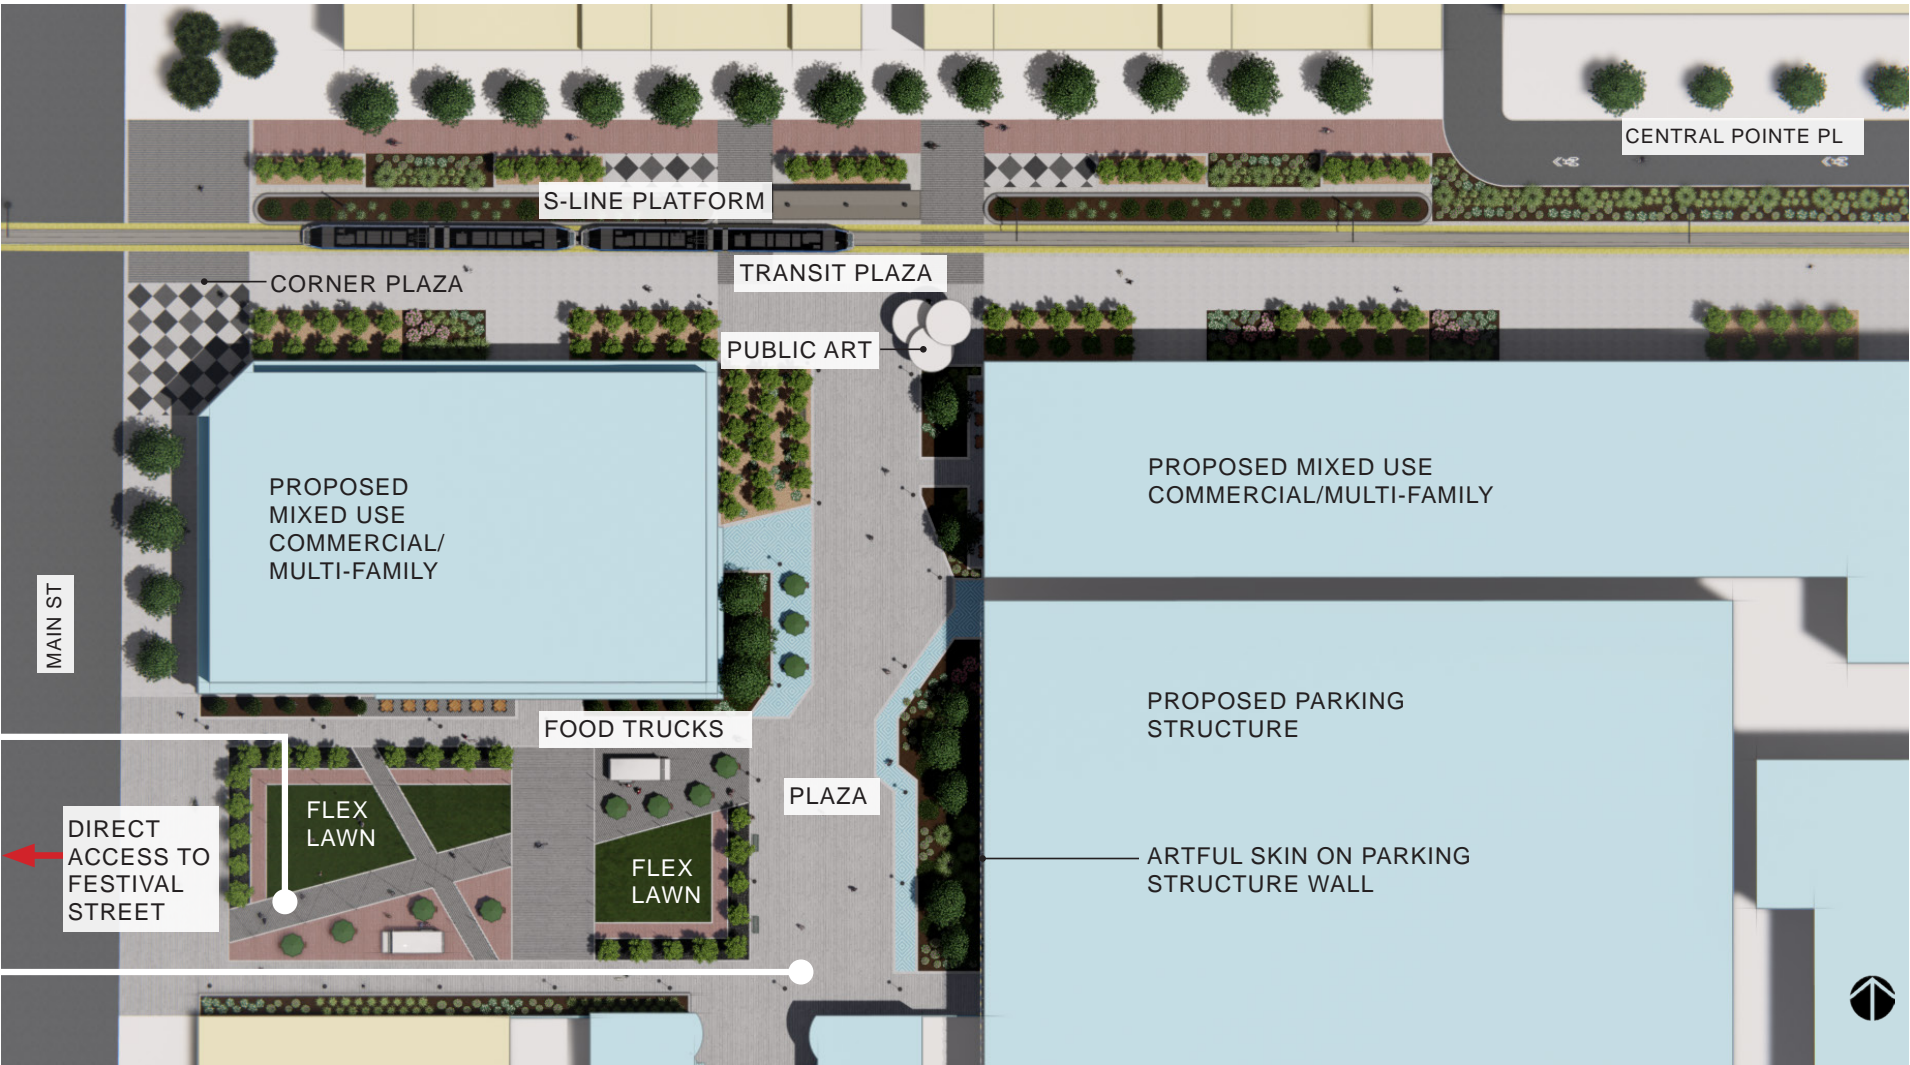 CENTRAL POINTE PL
S-LINE PLATFORM
TRANSIT PLAZA
CORNER PLAZA
PUBLIC ART
PROPOSED
MIXED USE
COMMERCIAL/
MULTI-FAMILY
PROPOSED MIXED USE
COMMERCIAL/MULTI-FAMILY
MAIN ST
FOOD TRUCKS
PROPOSED PARKING
STRUCTURE
PLAZA
FLEX
LAWN
FLEX
LAWN
DIRECT
ACCESS TO
FESTIVAL
STREET
ARTFUL SKIN ON PARKING
STRUCTURE WALL